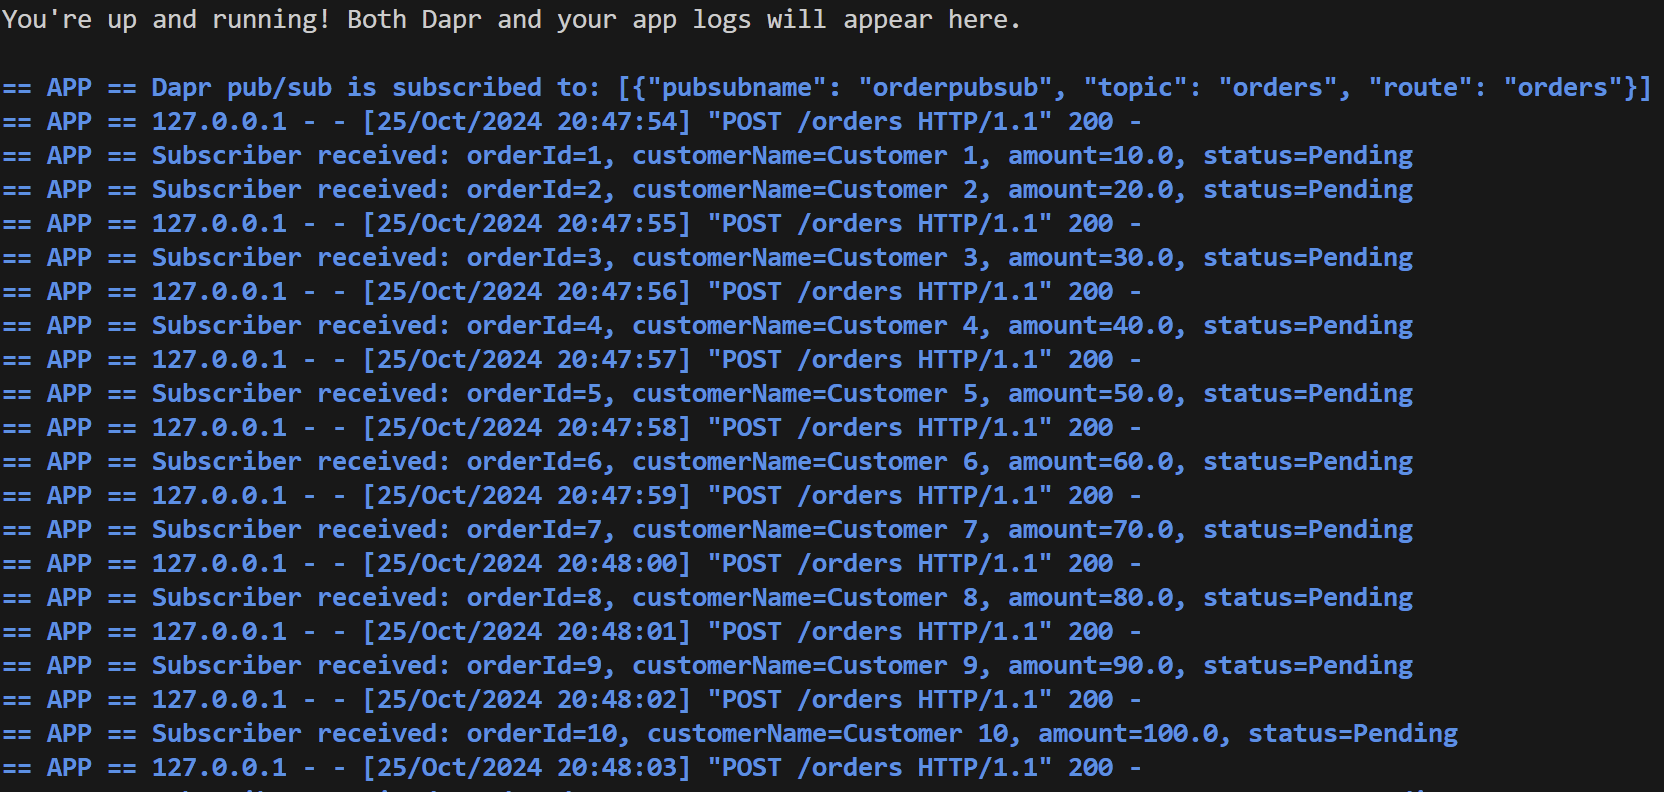 You're up and running! Both Dapr and your app logs will appear here.
== APP == Dapr pub/sub is subscribed to: [{"pubsubname": "orderpubsub", "topic": "orders", "route": "orders"}]
== APP == 127.0.0.1 - - [25/Oct/2024 20:47:54] "POST /orders HTTP/1.1" 200 -
== APP == Subscriber received: orderId=1, customerName=Customer 1, amount=10.0, status=Pending
== APP == Subscriber received: orderId=2, customerName=Customer 2, amount=20.0, status=Pending
== APP == 127.0.0.1 - - [25/Oct/2024 20:47:55] "POST /orders HTTP/1.1" 200 -
== APP == Subscriber received: orderId=3, customerName=Customer 3, amount=30.0, status=Pending
== APP == 127.0.0.1 - - [25/Oct/2024 20:47:56] "POST /orders HTTP/1.1" 200 -
== APP == Subscriber received: orderId=4, customerName=Customer 4, amount=40.0, status=Pending
== APP == 127.0.0.1 - - [25/Oct/2024 20:47:57] "POST /orders HTTP/1.1" 200 -
== APP == Subscriber received: orderId=5, customerName=Customer 5, amount=50.0, status=Pending
== APP == 127.0.0.1 - - [25/Oct/2024 20:47:58] "POST /orders HTTP/1.1" 200 -
== APP == Subscriber received: orderId=6, customerName=Customer 6, amount=60.0, status=Pending
== APP == 127.0.0.1 - - [25/Oct/2024 20:47:59] "POST /orders HTTP/1.1" 200 -
== APP == Subscriber received: orderId=7, customerName=Customer 7, amount=70.0, status=Pending
== APP == 127.0.0.1 - - [25/Oct/2024 20:48:00] "POST /orders HTTP/1.1" 200 -
== APP == Subscriber received: orderId=8, customerName=Customer 8, amount=80.0, status=Pending
== APP == 127.0.0.1 - - [25/Oct/2024 20:48:01] "POST /orders HTTP/1.1" 200 -
== APP == Subscriber received: orderId=9, customerName=Customer 9, amount=90.0, status=Pending
== APP == 127.0.0.1 - - [25/Oct/2024 20:48:02] "POST /orders HTTP/1.1" 200 -
== APP == Subscriber received: orderId=10, customerName=Customer 10, amount=100.0, status=Pending
== APP == 127.0.0.1 - - [25/Oct/2024 20:48:03] "POST /orders HTTP/1.1" 200 -